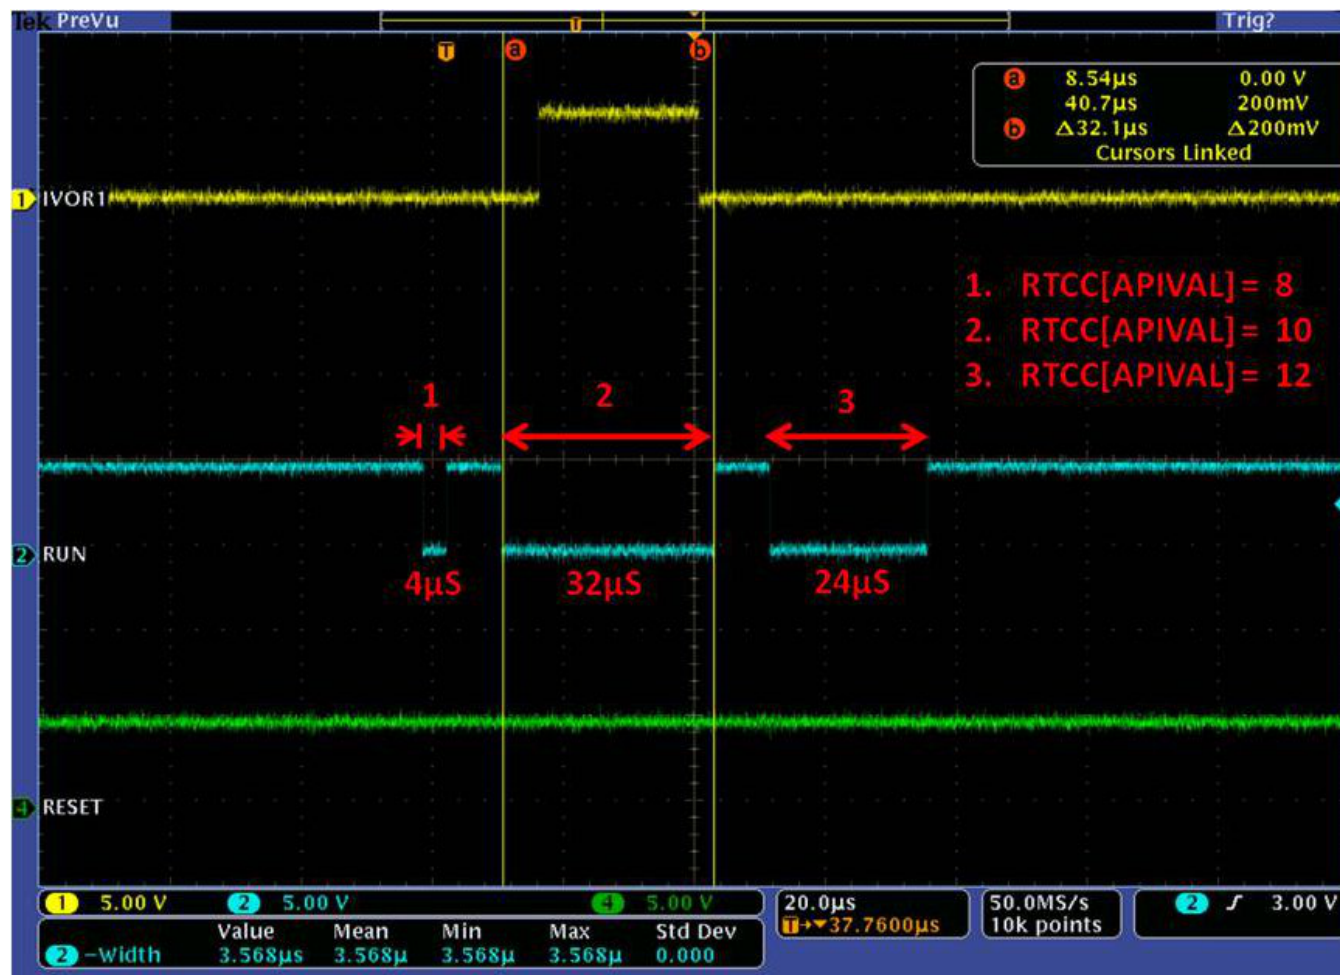 Tek PreVu Trig?
T
T a b
a 8.54µs 0.00 V
40.7µs 200mV
b Δ32.1µs Δ200mV
Cursors Linked
1 IVOR1
1. RTCC[APIVAL] = 8
2. RTCC[APIVAL] = 10
3. RTCC[APIVAL] = 12
1 2 3
2 RUN
4µS 32µS 24µS
4 RESET
1 5.00 V 2 5.00 V 4 5.00 V 20.0µs 50.0MS/s 2 3.00 V
T→▼37.7600µs 10k points
Value Mean Min Max Std Dev
2 −Width 3.568µs 3.568µ 3.568µ 3.568µ 0.000